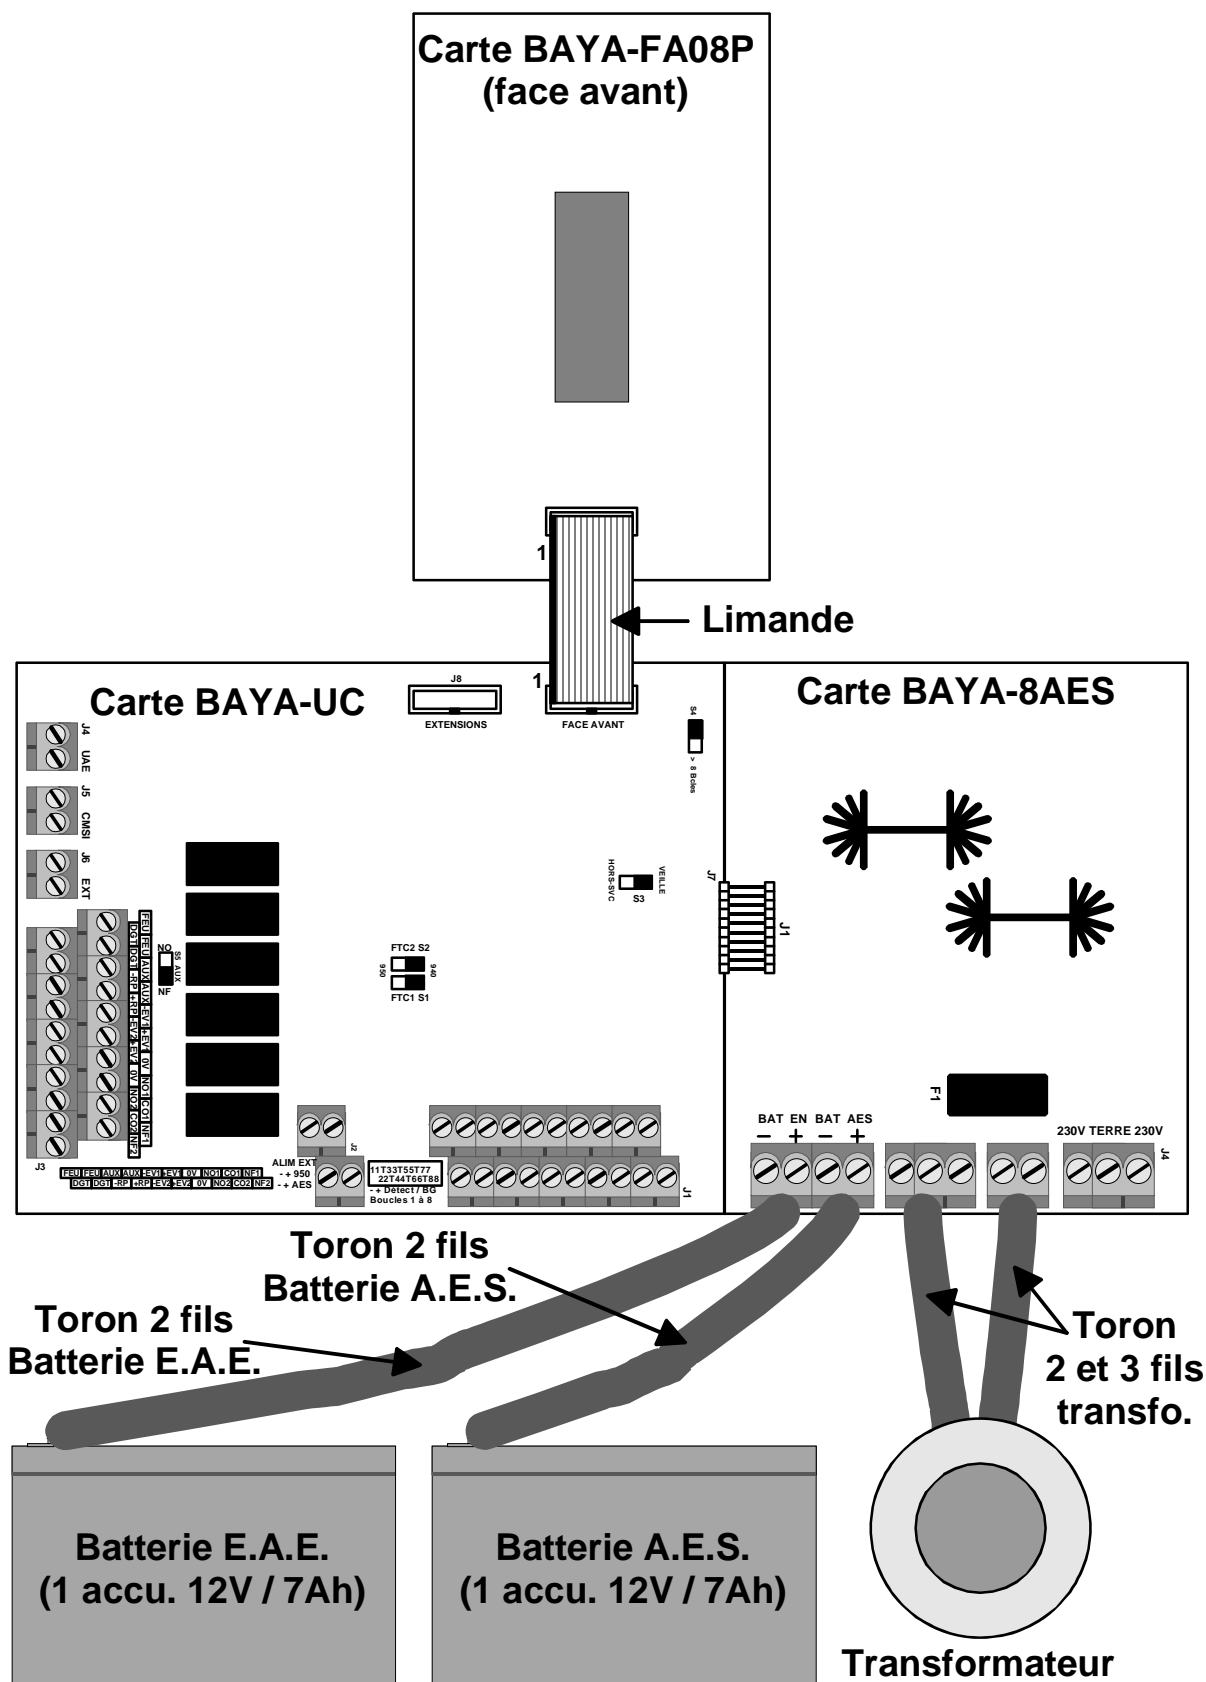 Carte BAYA-FA08P
(face avant)
1
Limande
1
Carte BAYA-UC
J8
EXTENSIONS
FACE AVANT
S4
> 8 Bcles
Carte BAYA-8AES
J4
UAE
J5
CMSI
J6
EXT
HORS-SVC
VEILLE
S3
J7
J1
FTC2 S2
950
940
FTC1 S1
NO
S5 AUX
NF
FEU FEU AUX AUX -EV1 +EV1 0V NO1 CO1 NF1
DGT DGT -RP +RP -EV2 +EV2 0V NO2 CO2 NF2
J3
FEU FEU AUX AUX -EV1 +EV1 0V NO1 CO1 NF1
DGT DGT -RP +RP -EV2 +EV2 0V NO2 CO2 NF2
J2
ALIM EXT
- + 950
- + AES
11T33T55T77
22T44T66T88
- + Détect / BG
Boucles 1 à 8
J1
F1
BAT EN BAT AES
– + – +
230V TERRE 230V
J4
Toron 2 fils
Batterie A.E.S.
Toron 2 fils
Batterie E.A.E.
Toron
2 et 3 fils
transfo.
Batterie E.A.E.
(1 accu. 12V / 7Ah)
Batterie A.E.S.
(1 accu. 12V / 7Ah)
Transformateur